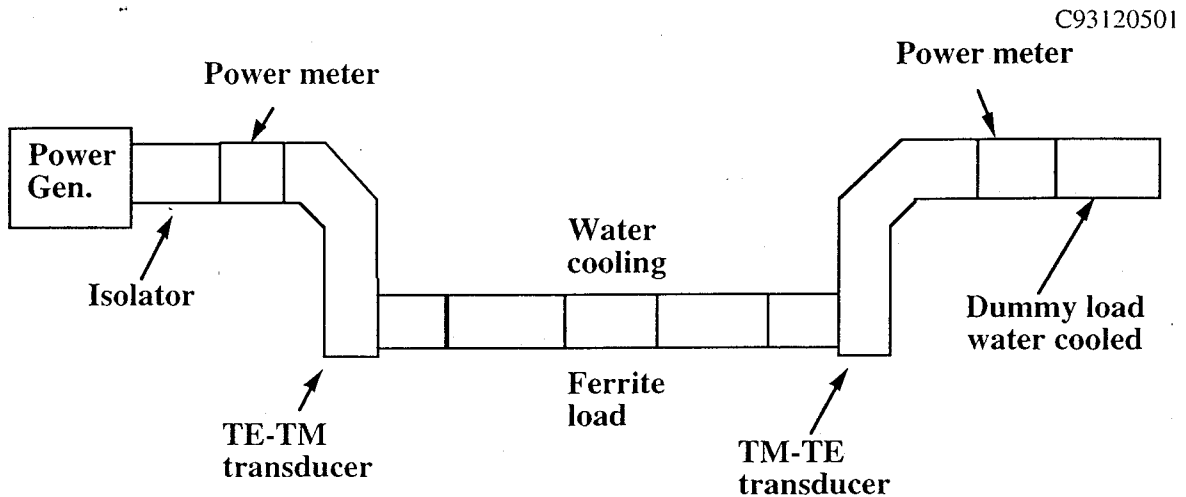 C93120501
Power meter
Power meter
Power
Gen.
Isolator
Water
cooling
Dummy load
water cooled
Ferrite
load
TE-TM
transducer
TM-TE
transducer